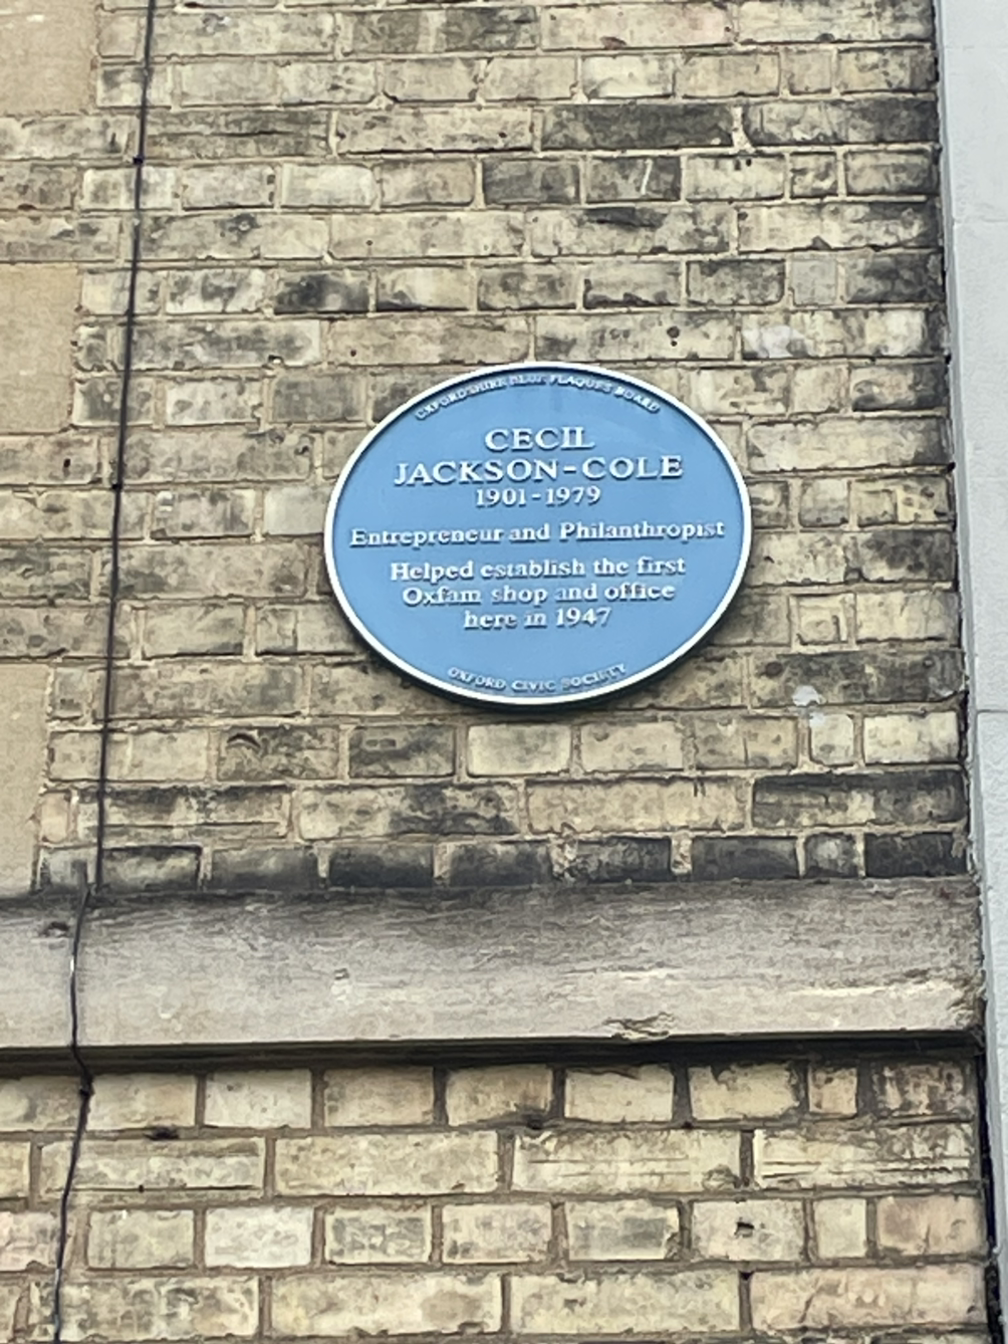 OXFORDSHIRE BLUE PLAQUES BOARD
CECIL
JACKSON-COLE
1901-1979
Entrepreneur and Philanthropist
Helped establish the first
Oxfam shop and office
here in 1947
OXFORD CIVIC SOCIETY